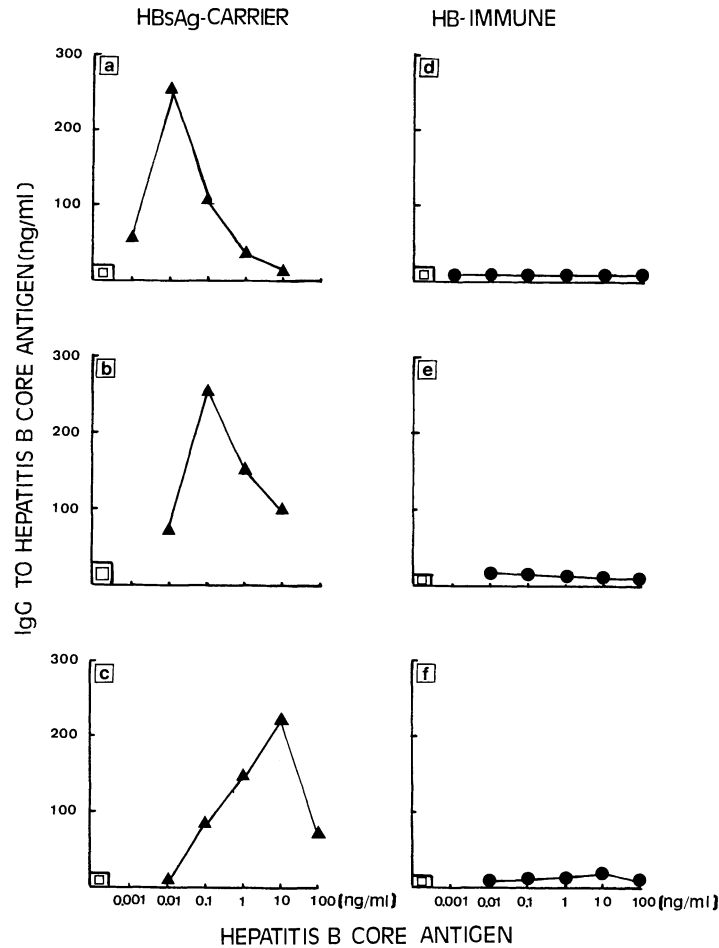 HBsAg-CARRIER
HB-IMMUNE
IgG TO HEPATITIS B CORE ANTIGEN (ng/ml)
300
a
200
100
d
300
b
200
100
e
300
c
200
100
f
0,001 0.01 0,1 1 10 100 (ng/ml)
0.001 0.01 0.1 1 10 100 (ng/ml)
HEPATITIS B CORE ANTIGEN